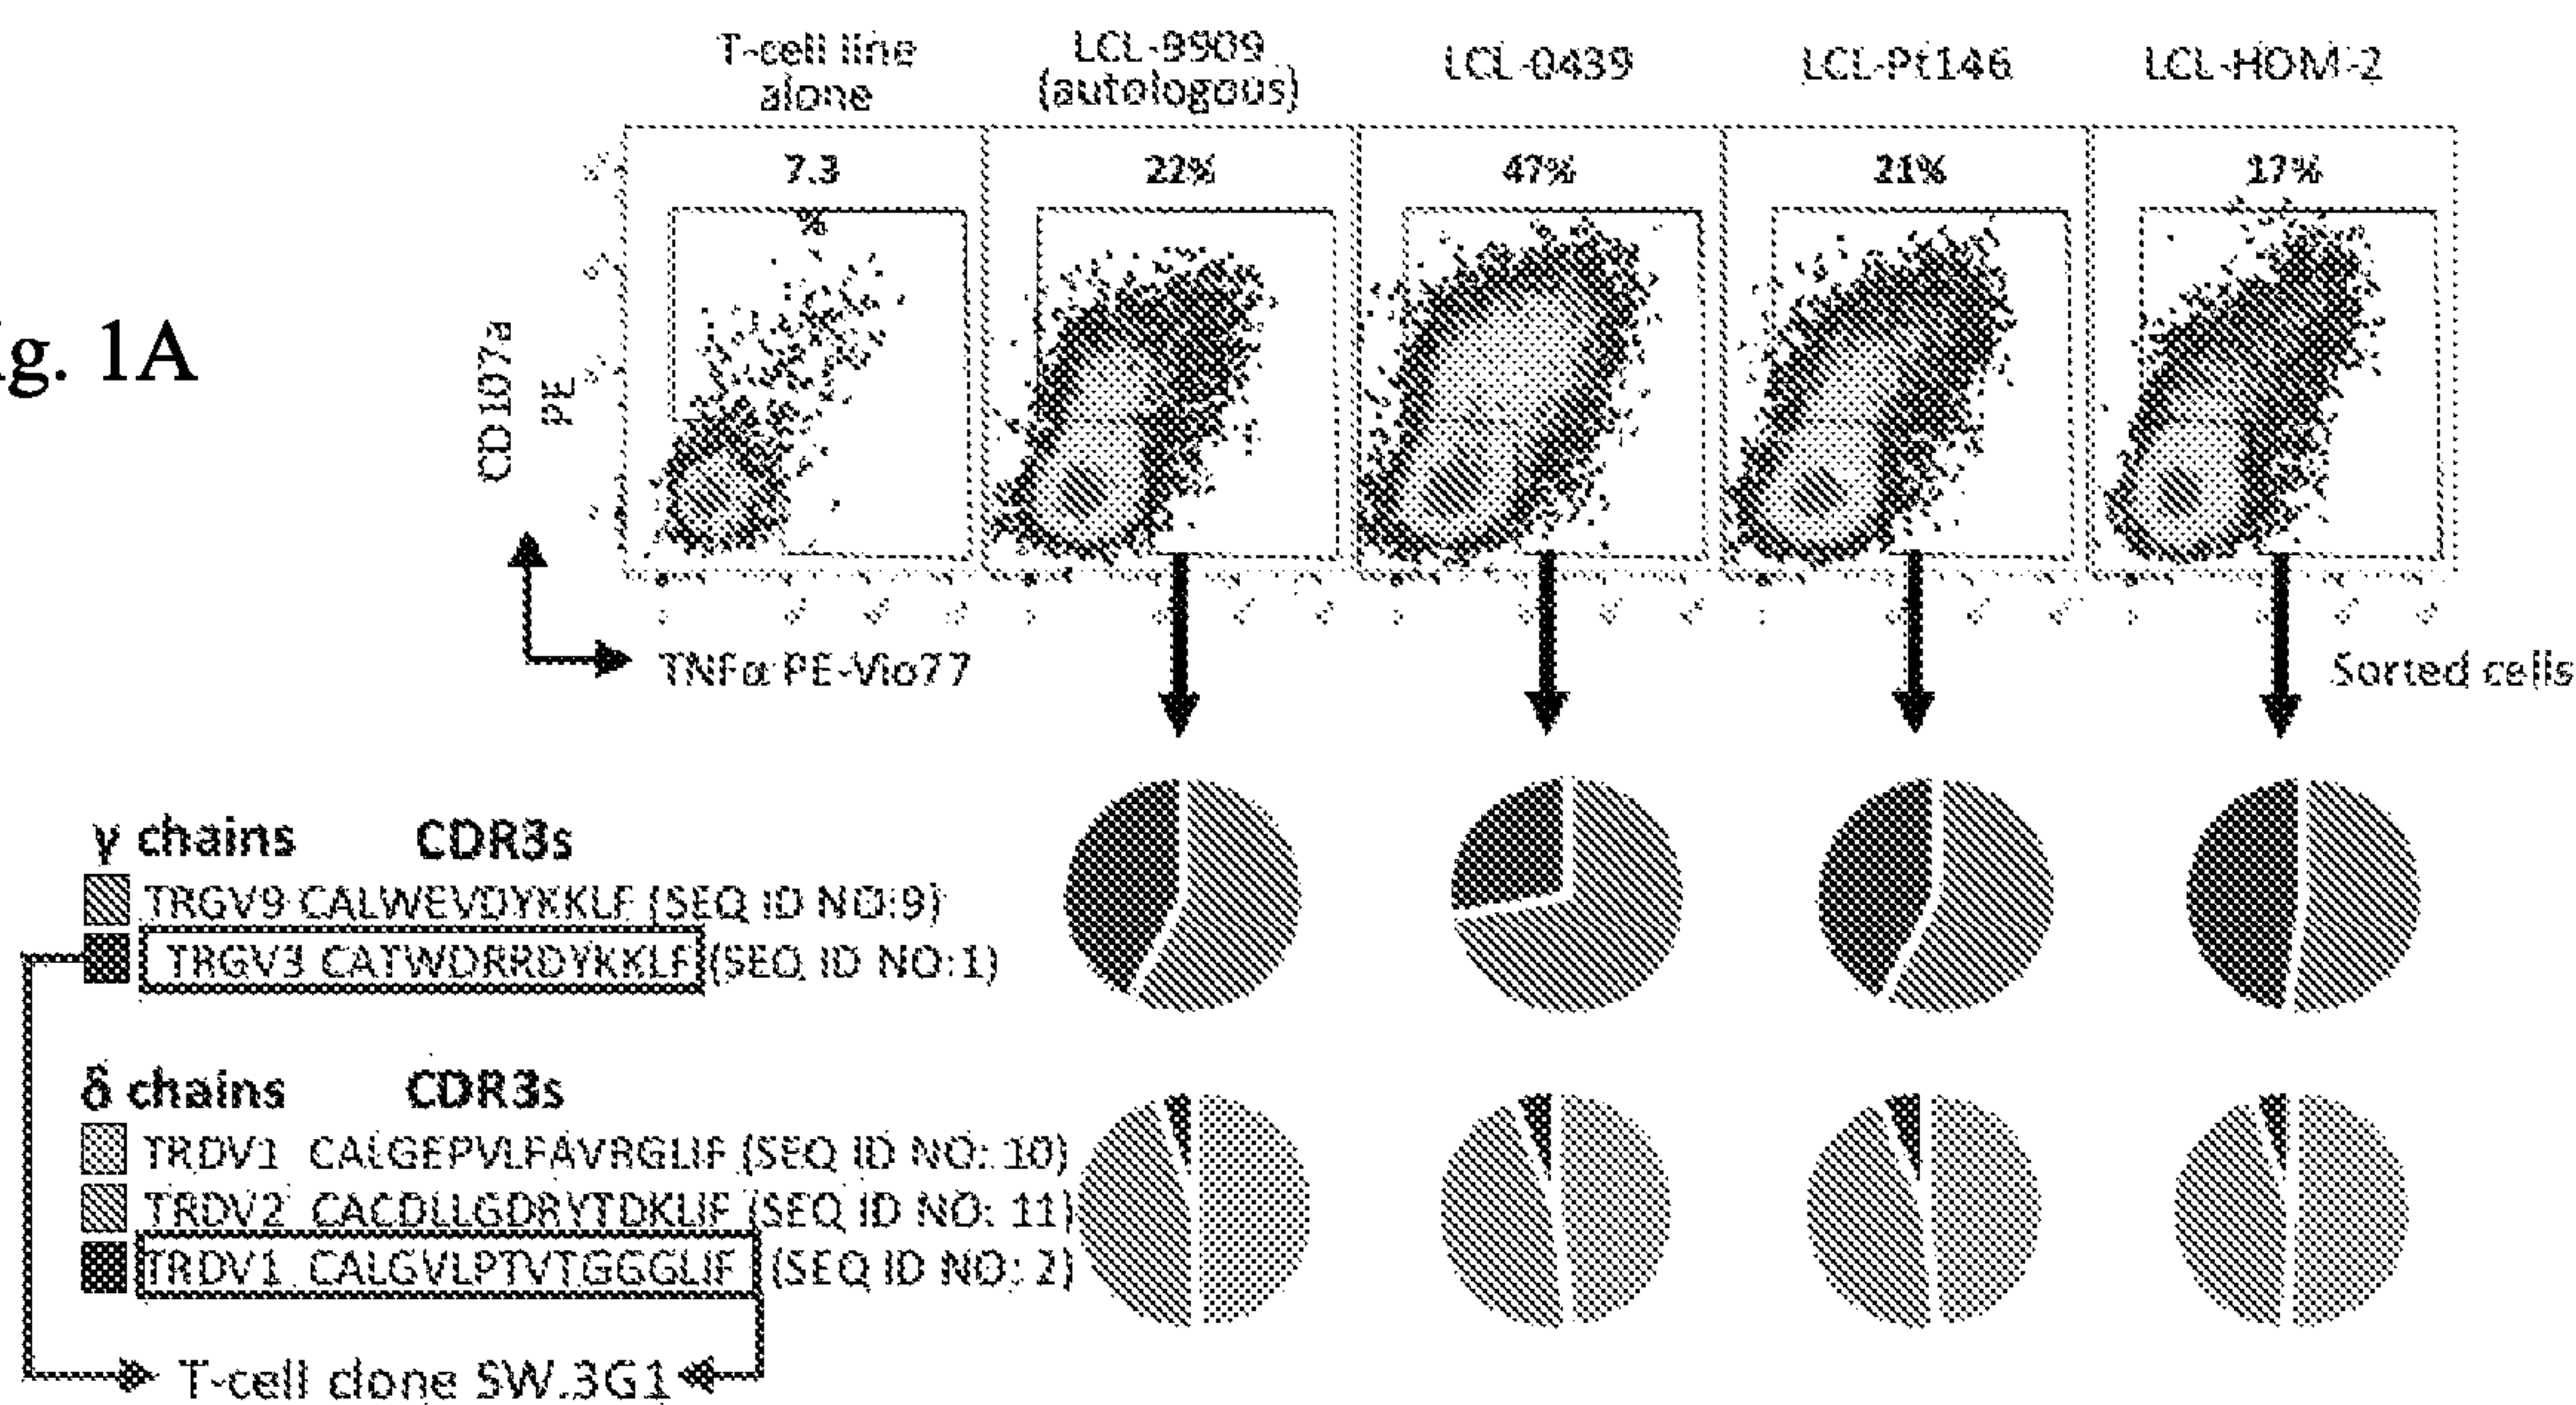 T-cell line
alone
LCL-9909
(autologous)
LCL-0439
LCL-Pt146
LCL-HOM-2
7.3
%
22%
47%
21%
17%
ig. 1A
CD107a
PE
TNFα PE-Vio77
Sorted cells
γ chains CDR3s
TRGV9 CALWEVDYKKLF (SEQ ID NO:9)
TRGV3 CATWDRRDYKKLF (SEQ ID NO:1)
δ chains CDR3s
TRDV1 CALGEPVLFAVRGLIF (SEQ ID NO: 10)
TRDV2 CACDLLGDRYTDKLIF (SEQ ID NO: 11)
TRDV1 CALGVLPTVTGGGLIF (SEQ ID NO: 2)
T-cell clone SW.3G1